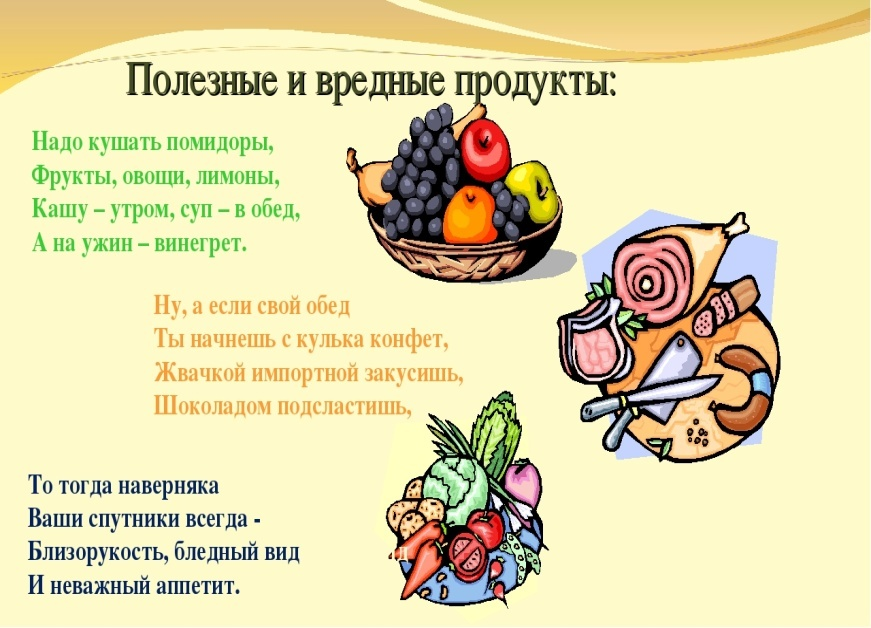 Полезные и вредные продукты:
Надо кушать помидоры,
Фрукты, овощи, лимоны,
Кашу – утром, суп – в обед,
А на ужин – винегрет.
Ну, а если свой обед
Ты начнешь с кулька конфет,
Жвачкой импортной закусишь,
Шоколадом подсластишь,
То тогда наверняка
Ваши спутники всегда -
Близорукость, бледный вид
И неважный аппетит.